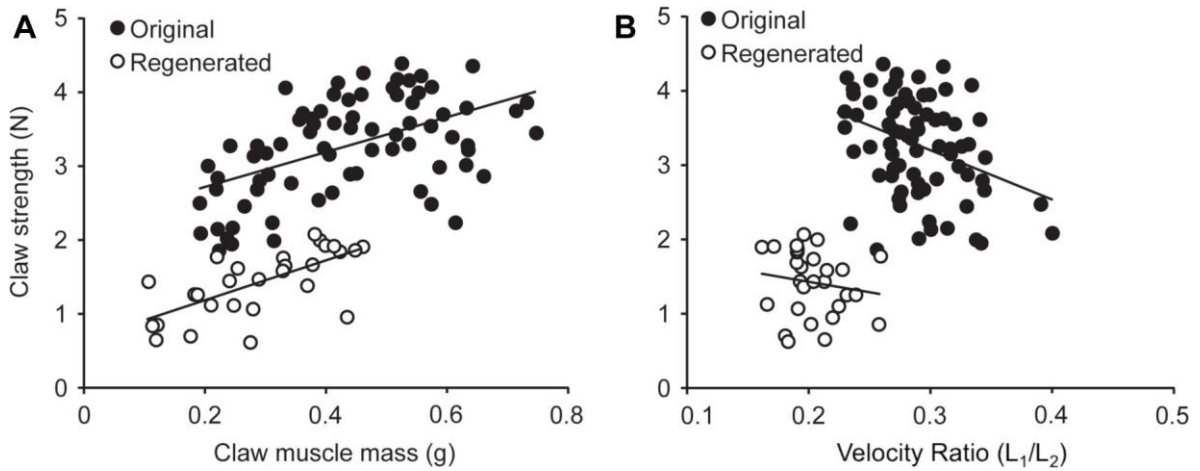 A
Original
Regenerated
Claw strength (N)
5
4
3
2
1
0
0
0.2
0.4
0.6
0.8
Claw muscle mass (g)
B
Original
Regenerated
5
4
3
2
1
0
0.1
0.2
0.3
0.4
0.5
Velocity Ratio (L₁/L₂)